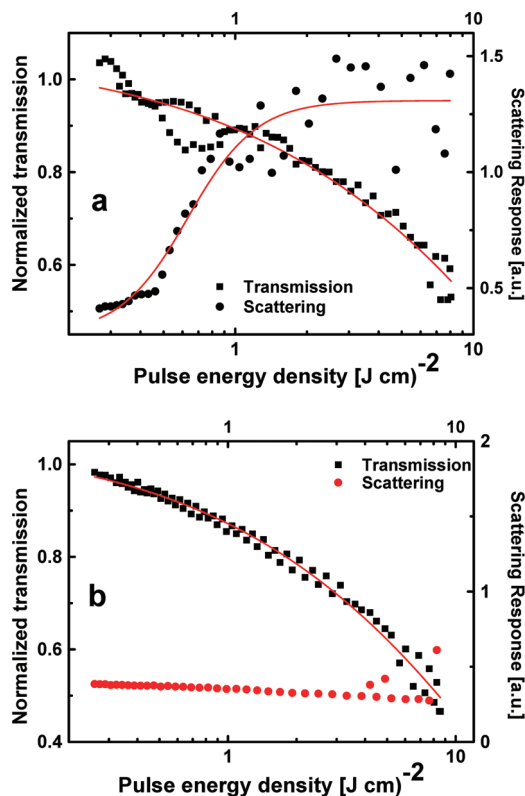 1
10
Normalized transmission
1.0
0.8
0.6
a
Transmission
Scattering
1.5
1.0
0.5
Scattering Response [a.u.]
1
10
Pulse energy density [J cm)-2
1
10
Normalized transmission
1.0
0.8
0.6
0.4
b
Transmission
Scattering
2
1
0
Scattering Response [a.u.]
1
10
Pulse energy density [J cm)-2